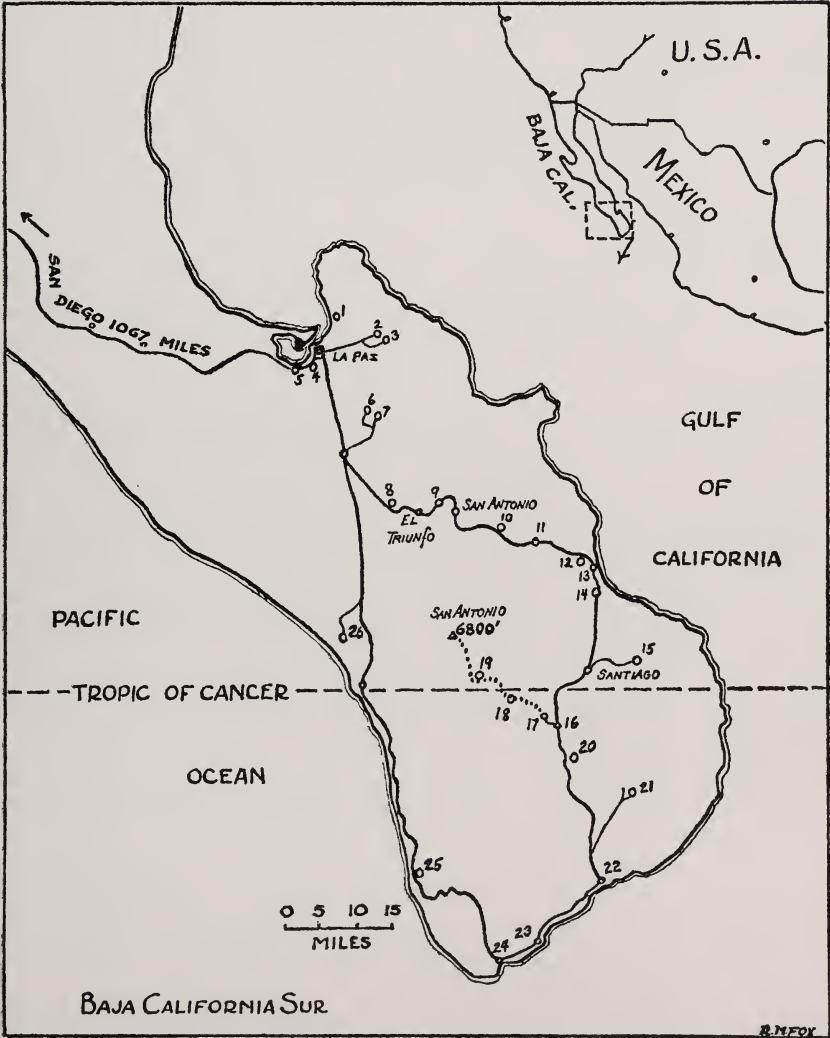 U.S.A.
BAJA CAL.
MEXICO
SAN
DIEGO 1067 MILES
1
2
3
LA PAZ
5
4
6
7
GULF
OF
CALIFORNIA
8
9
SAN ANTONIO
EL
TRIUNFO
10
11
12
13
14
SAN ANTONIO
6800'
PACIFIC
26
15
SANTIAGO
19
TROPIC OF CANCER
18
17
16
OCEAN
20
21
25
22
0 5 10 15
MILES
23
24
BAJA CALIFORNIA SUR
R.M.FOX